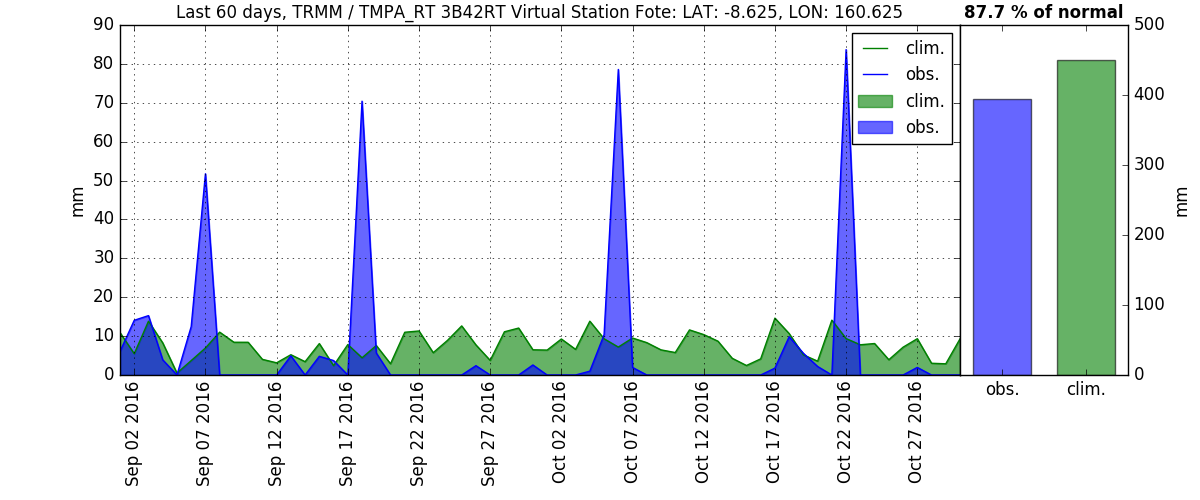 Last 60 days, TRMM / TMPA_RT 3B42RT Virtual Station Fote: LAT: -8.625, LON: 160.625
87.7 % of normal
90
80
70
60
50
40
30
20
10
0
mm
clim.
obs.
clim.
obs.
Sep 02 2016
Sep 07 2016
Sep 12 2016
Sep 17 2016
Sep 22 2016
Sep 27 2016
Oct 02 2016
Oct 07 2016
Oct 12 2016
Oct 17 2016
Oct 22 2016
Oct 27 2016
500
400
300
200
100
0
mm
obs.
clim.